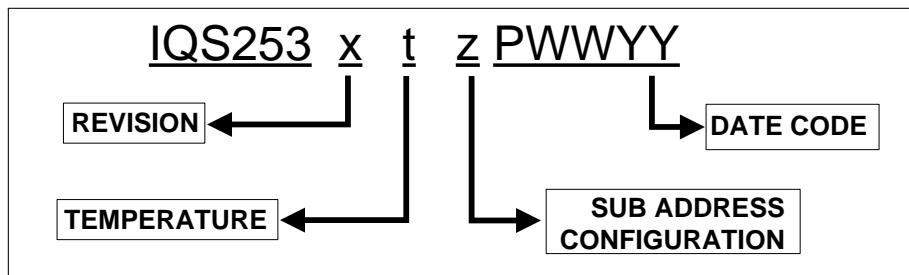 IQS253 x t z PWWYY
REVISION
DATE CODE
TEMPERATURE
SUB ADDRESS
CONFIGURATION